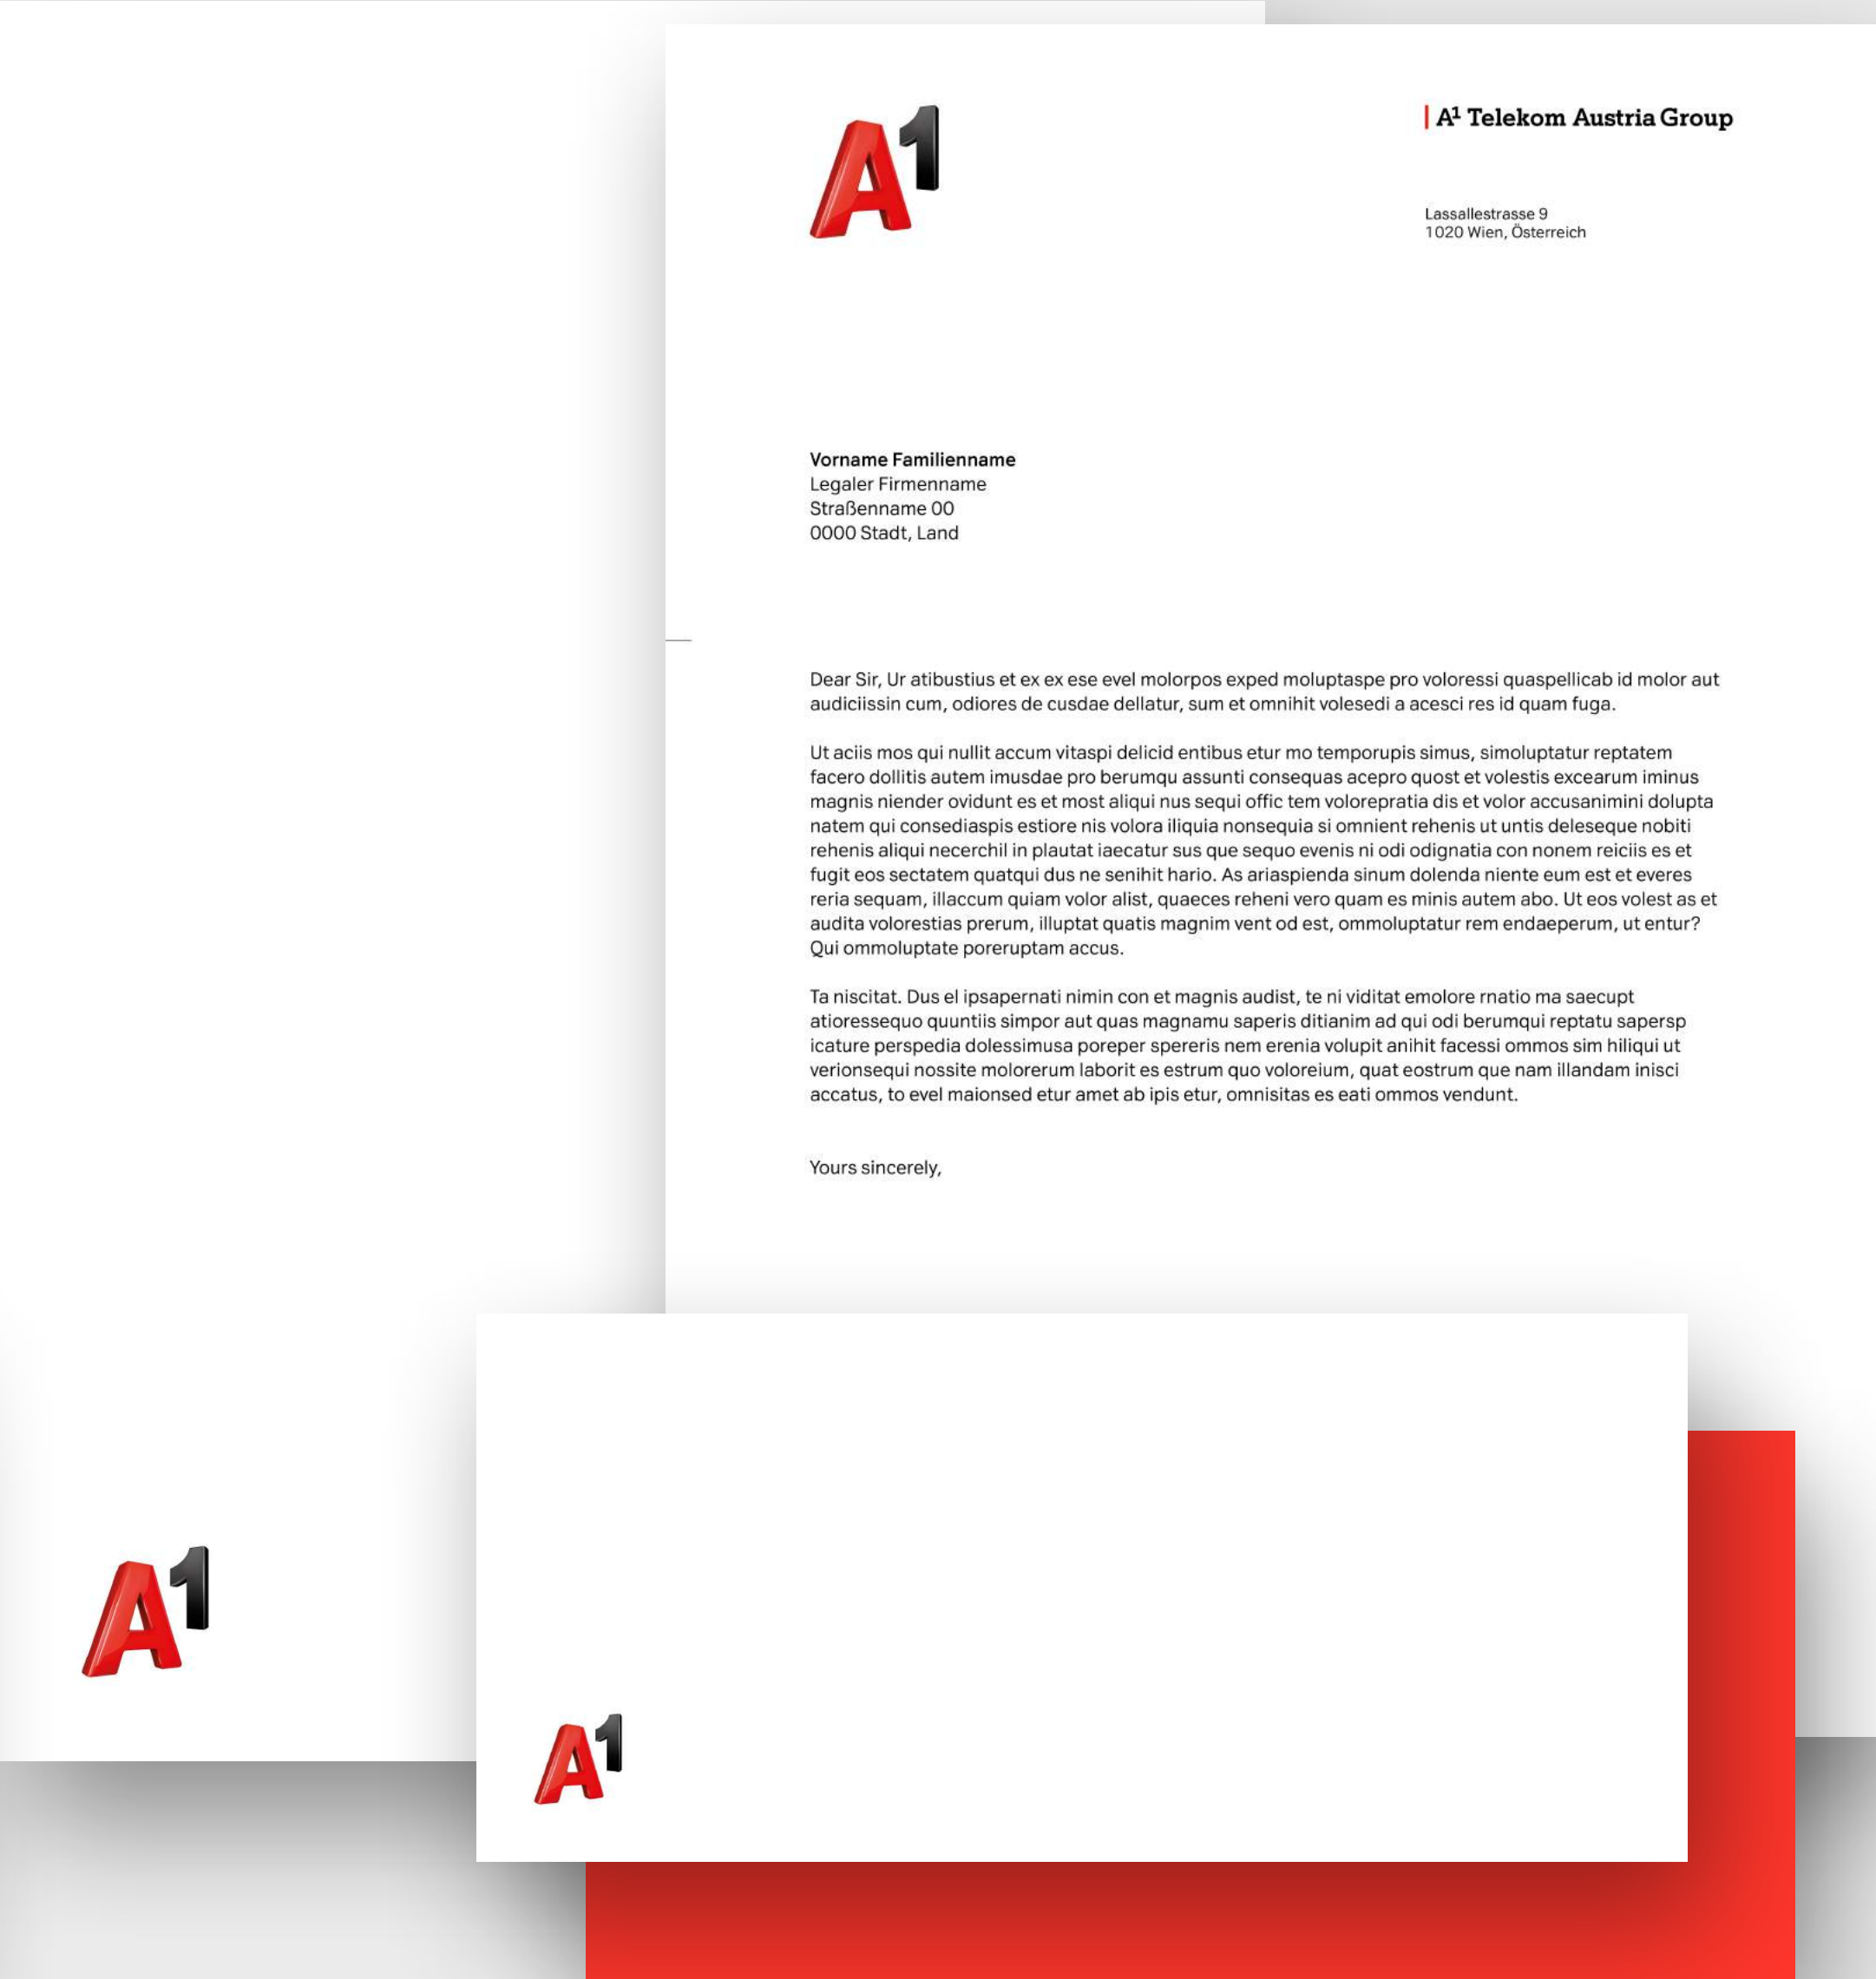 A1
A1 Telekom Austria Group
Lassallestrasse 9
1020 Wien, Österreich
Vorname Familienname
Legaler Firmenname
Straßenname 00
0000 Stadt, Land
Dear Sir, Ur atibustius et ex ex ese evel molorpos exped moluptaspe pro voloressi quaspellicab id molor aut
audiciissin cum, odiores de cusdae dellatur, sum et omnihit volesedi a acesci res id quam fuga.
Ut aciis mos qui nullit accum vitaspi delicid entibus etur mo temporupis simus, simoluptatur reptatem
facero dollitis autem imusdae pro berumqu assunti consequas acepro quost et volestis excearum iminus
magnis niender ovidunt es et most aliqui nus sequi offic tem volorepratia dis et volor accusanimini dolupta
natem qui consediaspis estiore nis volora iliquia nonsequia si omnient rehenis ut untis deleseque nobiti
rehenis aliqui necerchil in plautat iaecatur sus que sequo evenis ni odi odignatia con nonem reiciis es et
fugit eos sectatem quatqui dus ne senihit hario. As ariaspienda sinum dolenda niente eum est et everes
reria sequam, illaccum quiam volor alist, quaeces reheni vero quam es minis autem abo. Ut eos volest as et
audita volorestias prerum, illuptat quatis magnim vent od est, ommoluptatur rem endaeperum, ut entur?
Qui ommoluptate poreruptam accus.
Ta niscitat. Dus el ipsapernati nimin con et magnis audist, te ni viditat emolore rnatio ma saecupt
atioressequo quuntiis simpor aut quas magnamu saperis ditianim ad qui odi berumqui reptatu sapersp
icature perspedia dolessimusa poreper spereris nem erenia volupit anihit facessi ommos sim hiliqui ut
verionsequi nossite molorerum laborit es estrum quo voloreium, quat eostrum que nam illandam inisci
accatus, to evel maionsed etur amet ab ipis etur, omnisitas es eati ommos vendunt.
Yours sincerely,
A1
A1